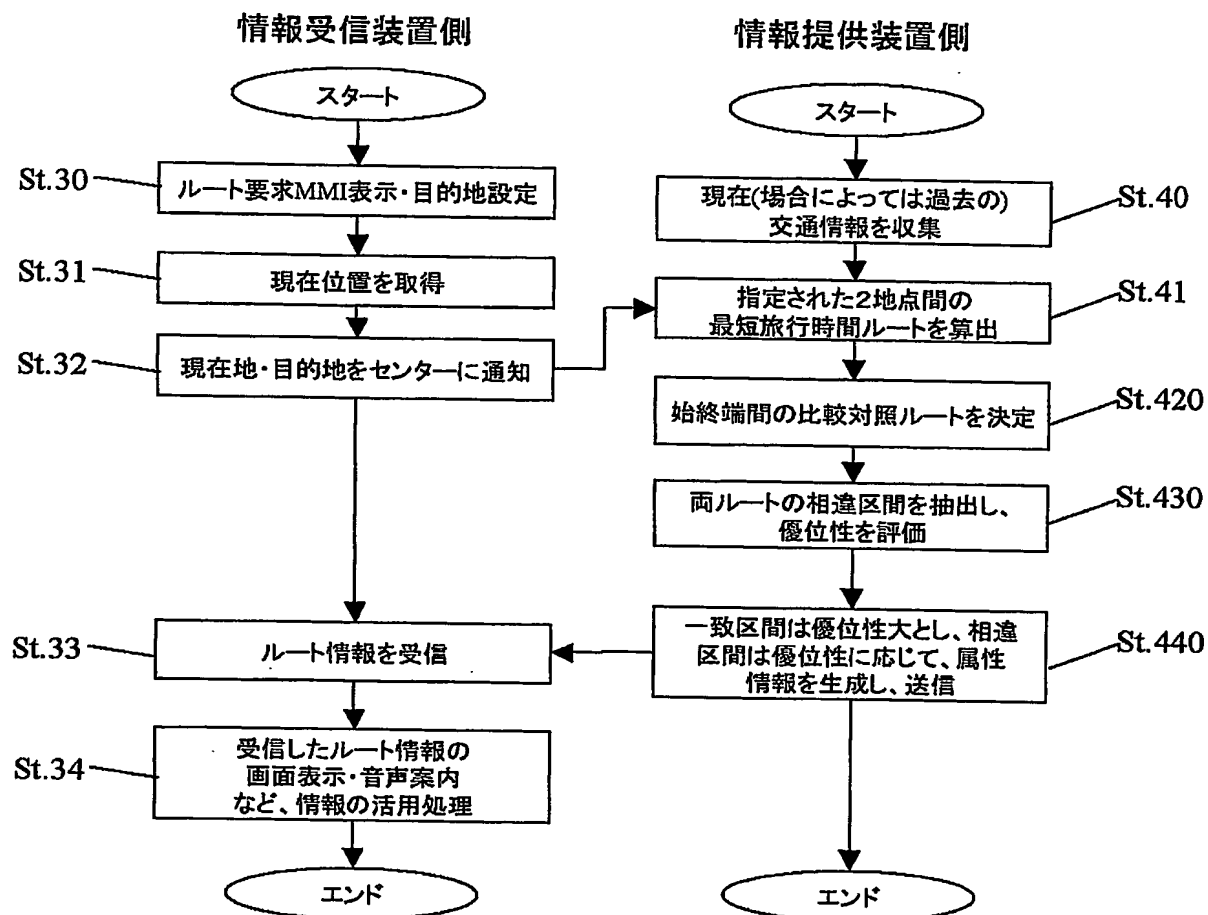 情報受信装置側
スタート
St.30
ルート要求MMI表示・目的地設定
St.31
現在位置を取得
St.32
現在地・目的地をセンターに通知
St.33
ルート情報を受信
St.34
受信したルート情報の
画面表示・音声案内
など、情報の活用処理
エンド
情報提供装置側
スタート
現在(場合によっては過去の)
交通情報を収集
St.40
指定された2地点間の
最短旅行時間ルートを算出
St.41
始終端間の比較対照ルートを決定
St.420
両ルートの相違区間を抽出し、
優位性を評価
St.430
一致区間は優位性大とし、相違
区間は優位性に応じて、属性
情報を生成し、送信
St.440
エンド